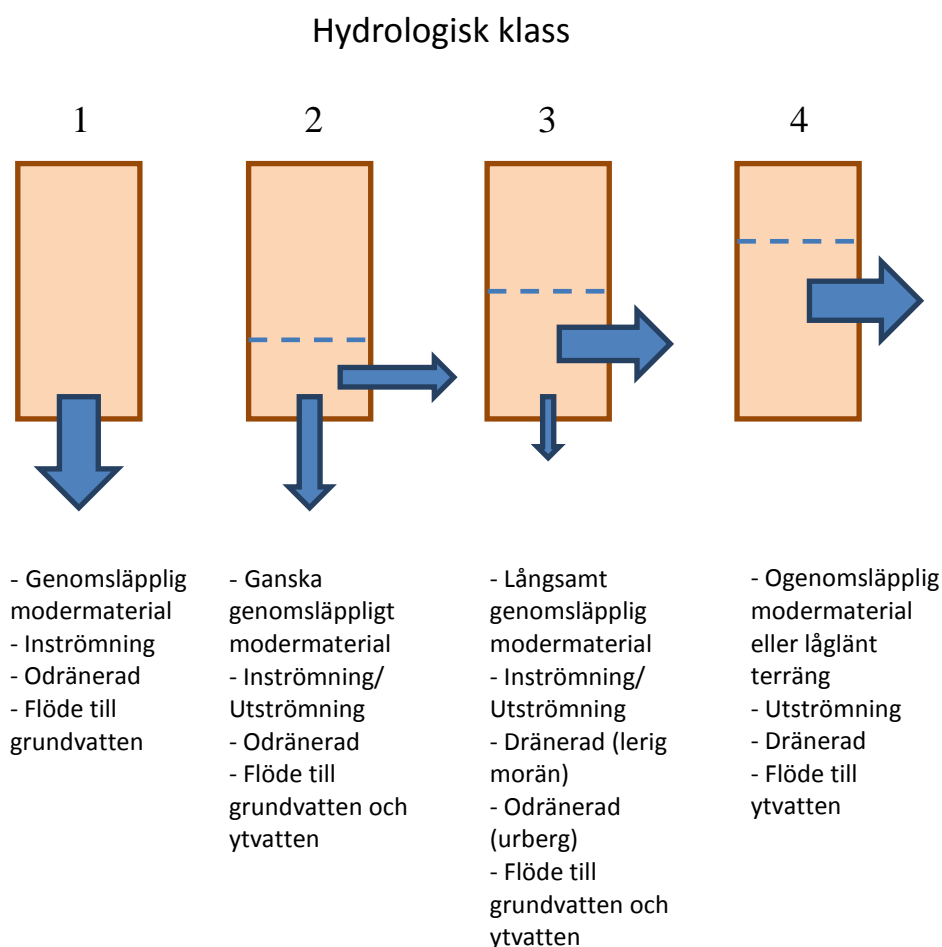 Hydrologisk klass
1
2
3
4
- Genomsläpplig
modermaterial
- Inströmning
- Odränerad
- Flöde till
grundvatten
- Ganska
genomsläppligt
modermaterial
- Inströmning/
Utströmning
- Odränerad
- Flöde till
grundvatten och
ytvatten
- Långsamt
genomsläpplig
modermaterial
- Inströmning/
Utströmning
- Dränerad (lerig
morän)
- Odränerad
(urberg)
- Flöde till
grundvatten och
ytvatten
- Ogenomsläpplig
modermaterial
eller låglänt
terräng
- Utströmning
- Dränerad
- Flöde till
ytvatten